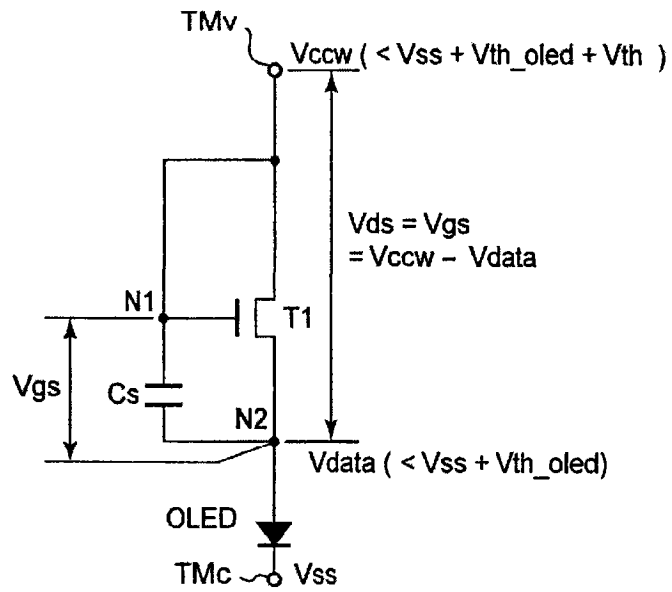 TMv
Vccw ( < Vss + Vth_oled + Vth )
Vds = Vgs
= Vccw – Vdata
N1
T1
Vgs
Cs
N2
Vdata ( < Vss + Vth_oled)
OLED
TMc
Vss